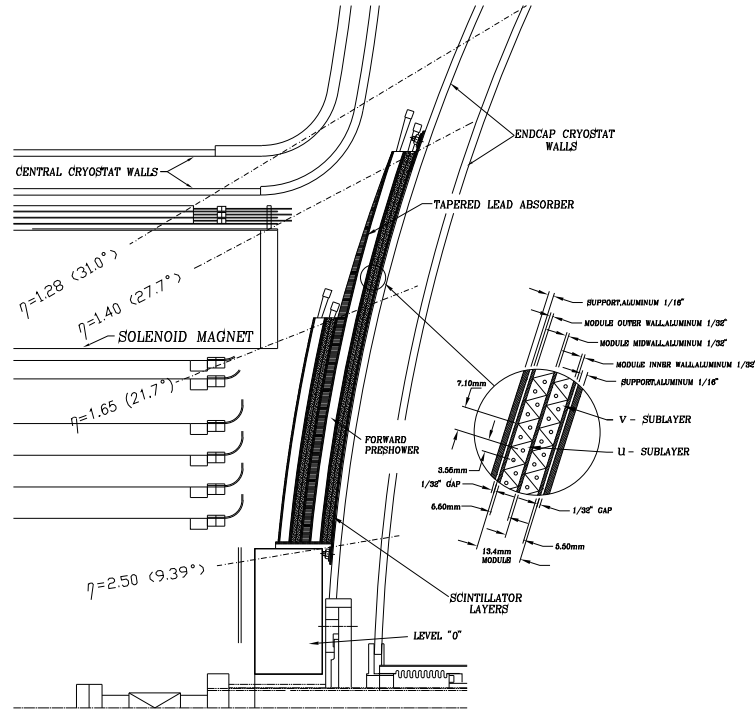 ENDCAP CRYOSTAT
WALLS
CENTRAL CRYOSTAT WALLS
TAPERED LEAD ABSORBER
η=1.28 (31.0°)
η=1.40 (27.7°)
SOLENOID MAGNET
η=1.65 (21.7°)
SUPPORT,ALUMINUM 1/16"
MODULE OUTER WALL,ALUMINUM 1/32"
MODULE MIDWALL,ALUMINUM 1/32"
MODULE INNER WALL,ALUMINUM 1/32"
SUPPORT,ALUMINUM 1/16"
7.10mm
V - SUBLAYER
U - SUBLAYER
FORWARD
PRESHOWER
3.56mm
1/32" GAP
5.50mm
1/32" GAP
13.4mm
MODULE
5.50mm
η=2.50 (9.39°)
SCINTILLATOR
LAYERS
LEVEL "0"